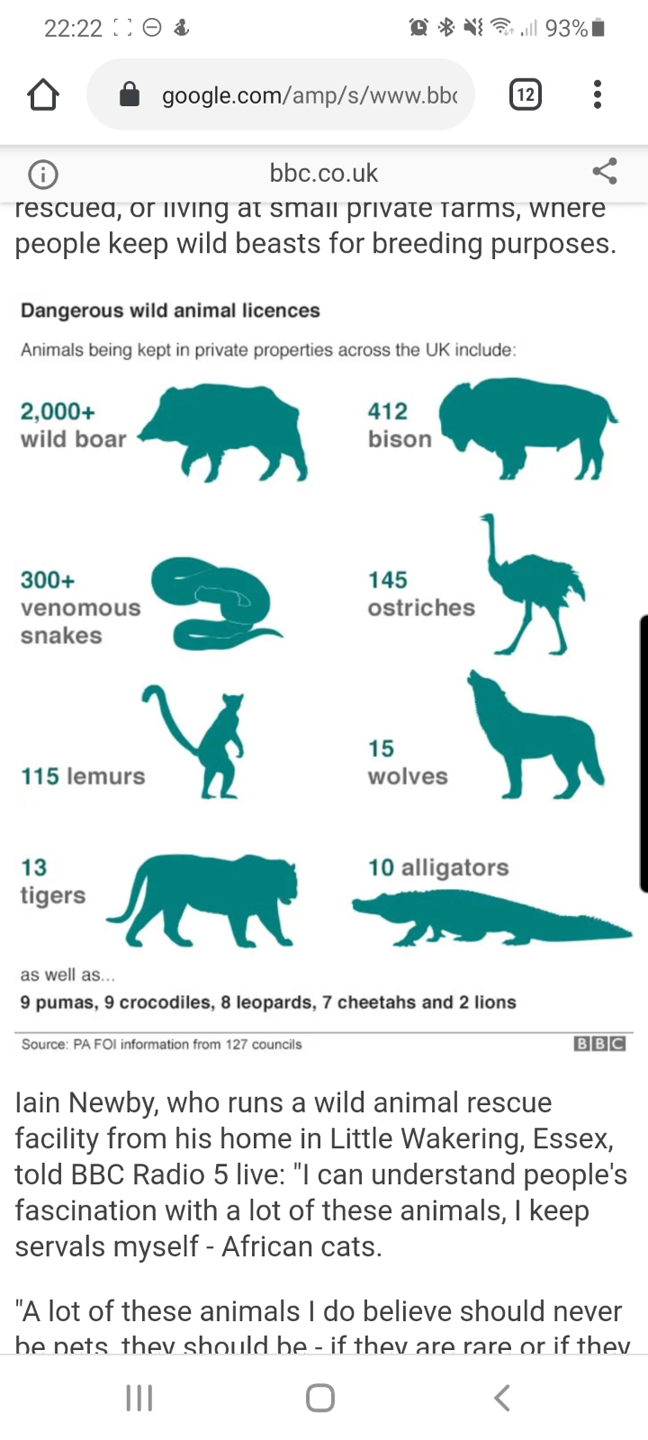 22:22
93%
google.com/amp/s/www.bbc
12
bbc.co.uk
rescued, or living at small private farms, where
people keep wild beasts for breeding purposes.
Dangerous wild animal licences
Animals being kept in private properties across the UK include:
2,000+
wild boar
412
bison
300+
venomous
snakes
145
ostriches
115 lemurs
15
wolves
13
tigers
10 alligators
as well as...
9 pumas, 9 crocodiles, 8 leopards, 7 cheetahs and 2 lions
Source: PA FOI information from 127 councils
BBC
Iain Newby, who runs a wild animal rescue
facility from his home in Little Wakering, Essex,
told BBC Radio 5 live: "I can understand people's
fascination with a lot of these animals, I keep
servals myself - African cats.
"A lot of these animals I do believe should never
be pets, they should be - if they are rare or if they